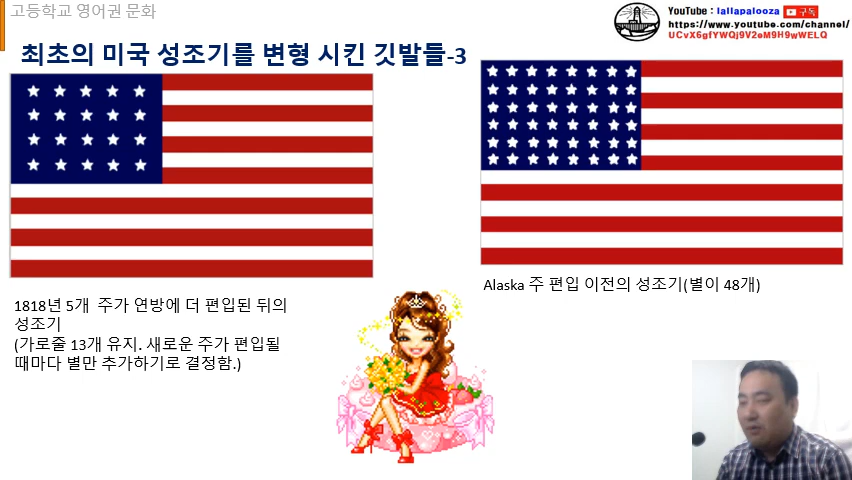 고등학교 영어권 문화
YouTube : lallapalooza 구독
https://www.youtube.com/channel/
UCvX6gfYWQj9V2eM9H9wWELQ
최초의 미국 성조기를 변형 시킨 깃발들-3
1818년 5개 주가 연방에 더 편입된 뒤의
성조기
(가로줄 13개 유지. 새로운 주가 편입될
때마다 별만 추가하기로 결정함.)
Alaska 주 편입 이전의 성조기(별이 48개)